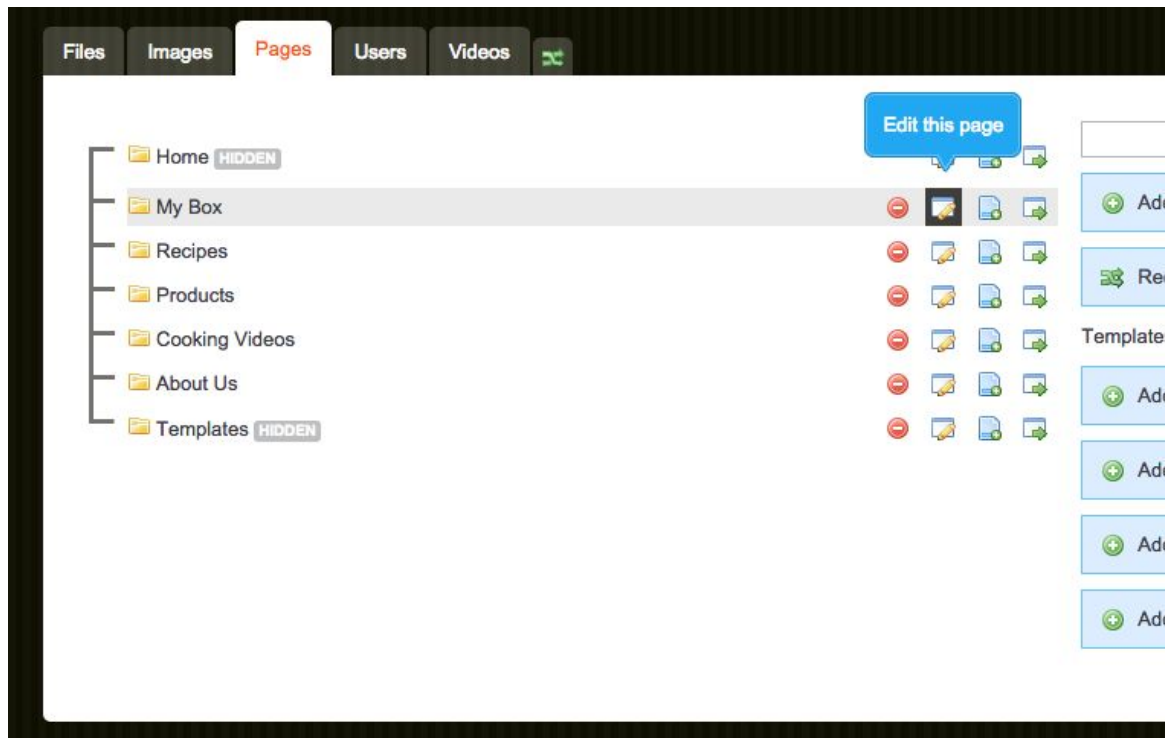 Files Images Pages Users Videos
Edit this page
Home HIDDEN
My Box
Recipes
Products
Cooking Videos
About Us
Templates HIDDEN
Templates